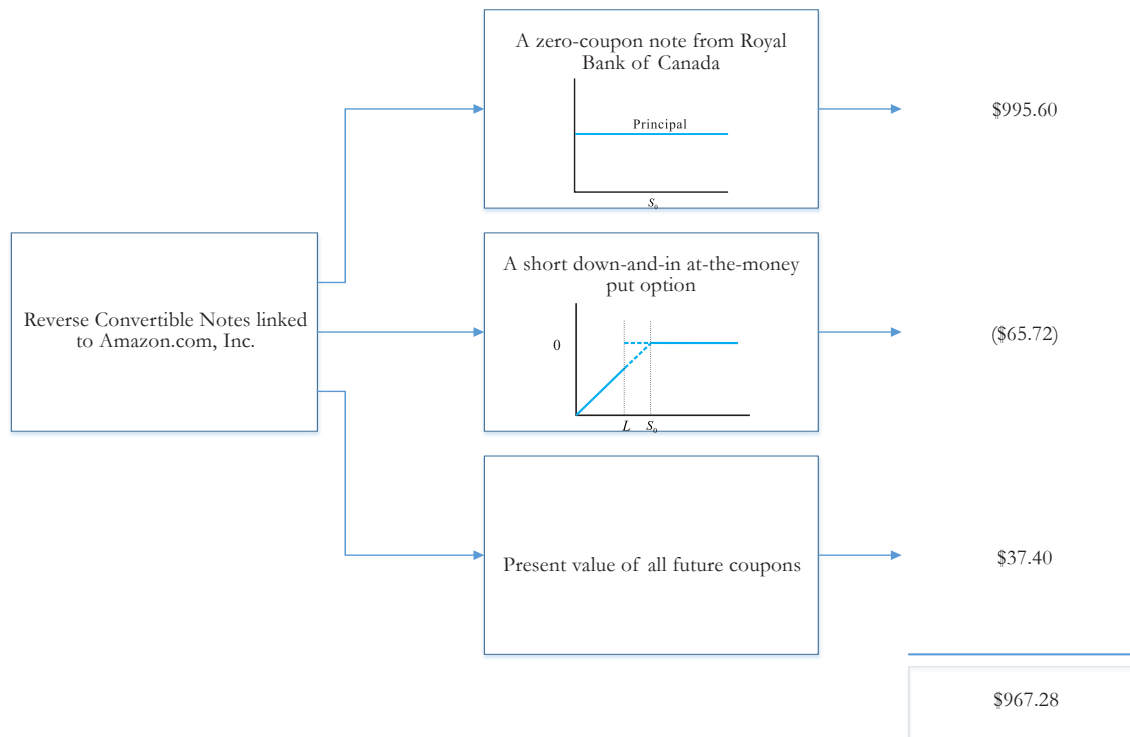 A zero-coupon note from Royal
Bank of Canada
Principal
S₀
$995.60
Reverse Convertible Notes linked
to Amazon.com, Inc.
A short down-and-in at-the-money
put option
0
L S₀
($65.72)
Present value of all future coupons
$37.40
$967.28